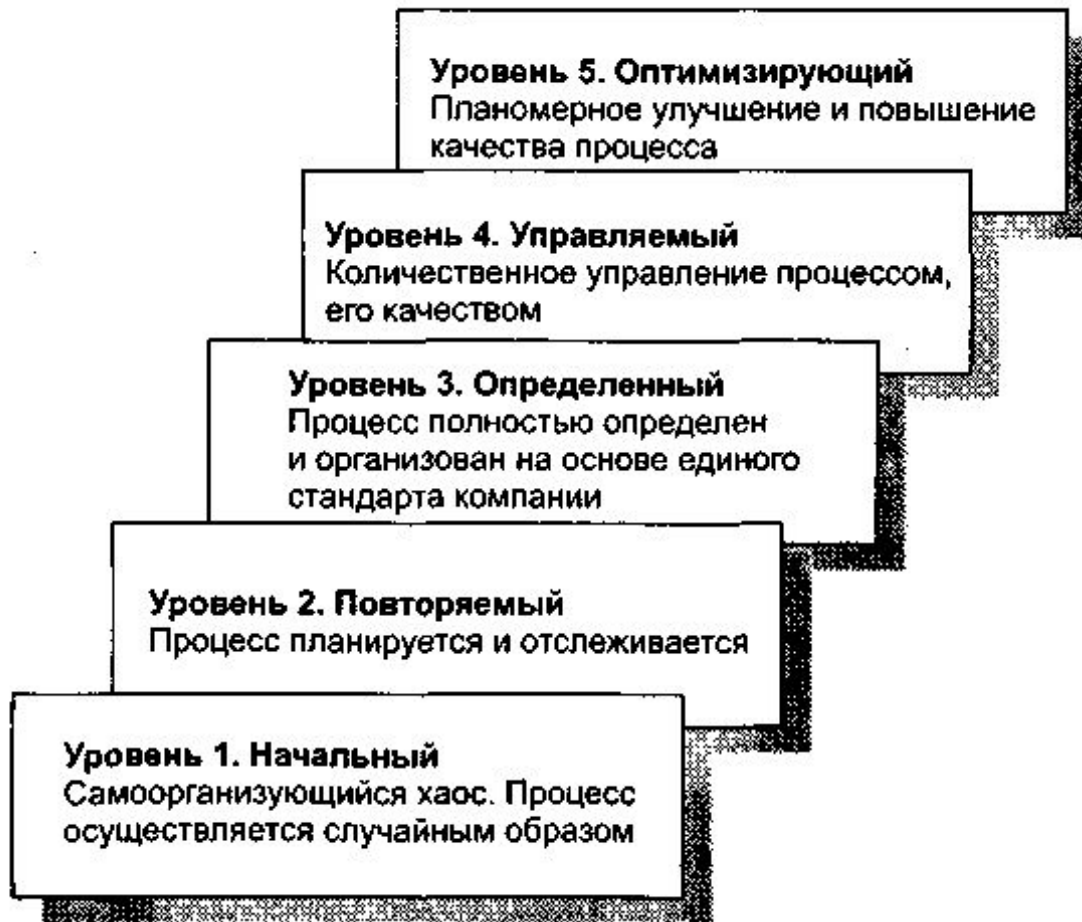 Уровень 5. Оптимизирующий
Планомерное улучшение и повышение
качества процесса
Уровень 4. Управляемый
Количественное управление процессом,
его качеством
Уровень 3. Определенный
Процесс полностью определен
и организован на основе единого
стандарта компании
Уровень 2. Повторяемый
Процесс планируется и отслеживается
Уровень 1. Начальный
Самоорганизующийся хаос. Процесс
осуществляется случайным образом